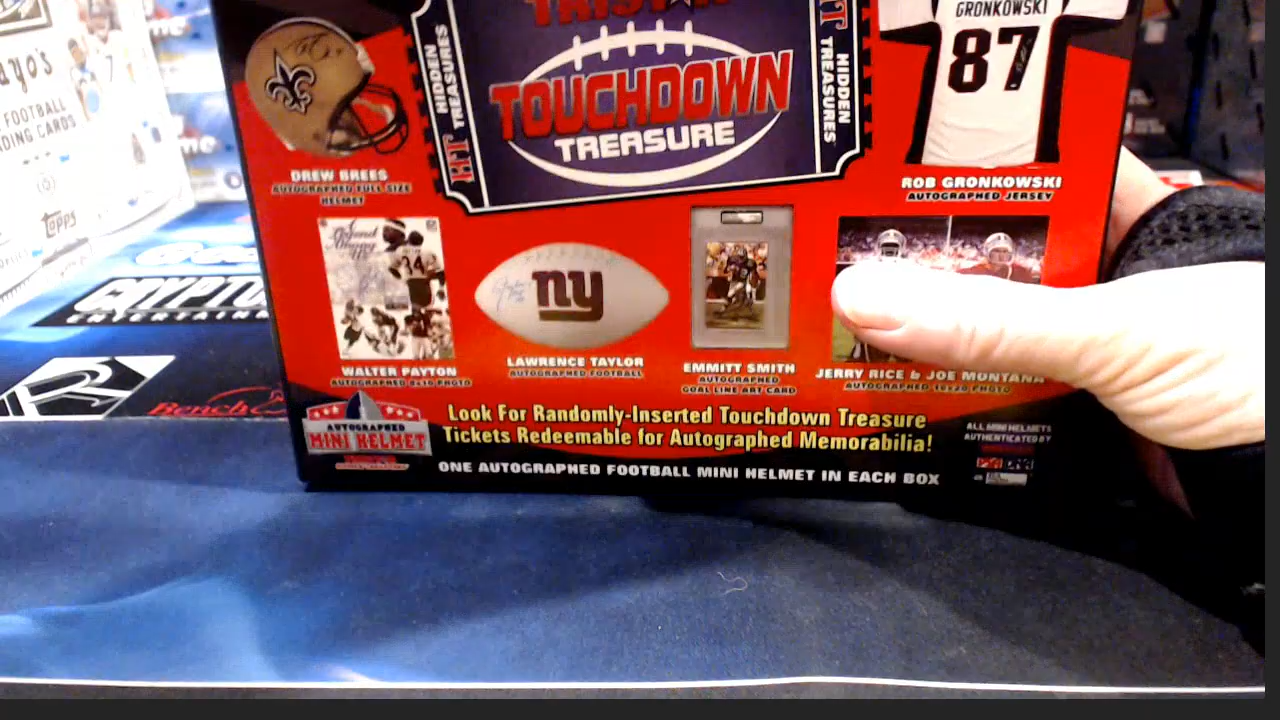 TRISTAR
HIDDEN
TREASURES
HT
TOUCHDOWN
TREASURE
HT
HIDDEN
TREASURES
GRONKOWSKI
87
DREW BREES
AUTOGRAPHED FULL SIZE
HELMET
ROB GRONKOWSKI
AUTOGRAPHED JERSEY
34
ny
WALTER PAYTON
AUTOGRAPHED 8x10 PHOTO
LAWRENCE TAYLOR
AUTOGRAPHED FOOTBALL
EMMITT SMITH
AUTOGRAPHED
GOAL LINE ART CARD
JERRY RICE & JOE MONTANA
AUTOGRAPHED 16x20 PHOTO
AUTOGRAPHED
MINI HELMET
Look For Randomly-Inserted Touchdown Treasure
Tickets Redeemable for Autographed Memorabilia!
ONE AUTOGRAPHED FOOTBALL MINI HELMET IN EACH BOX
ALL MINI HELMETS
AUTHENTICATED BY
PSA DNA
FOOTBALL
topps
CRYPTO
ENTERTAINM
Bench